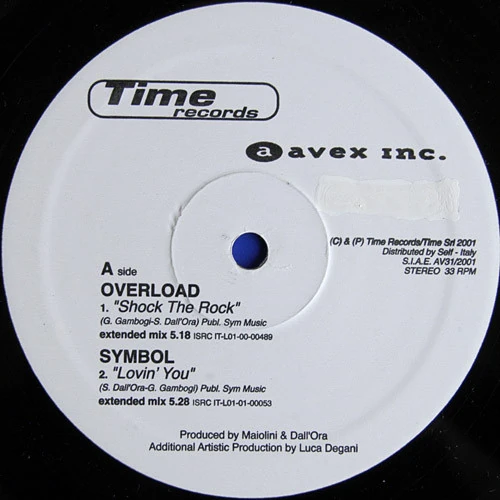 Time
records
a avex inc.
(C) & (P) Time Records/Time Srl 2001
Distributed by Self - Italy
S.I.A.E. AV31/2001
STEREO 33 RPM
A side
OVERLOAD
1. "Shock The Rock"
(G. Gambogi-S. Dall'Ora) Publ. Sym Music
extended mix 5.18 ISRC IT-L01-00-00489
SYMBOL
2. "Lovin' You"
(S. Dall'Ora-G. Gambogi) Publ. Sym Music
extended mix 5.28 ISRC IT-L01-01-00053
Produced by Maiolini & Dall'Ora
Additional Artistic Production by Luca Degani